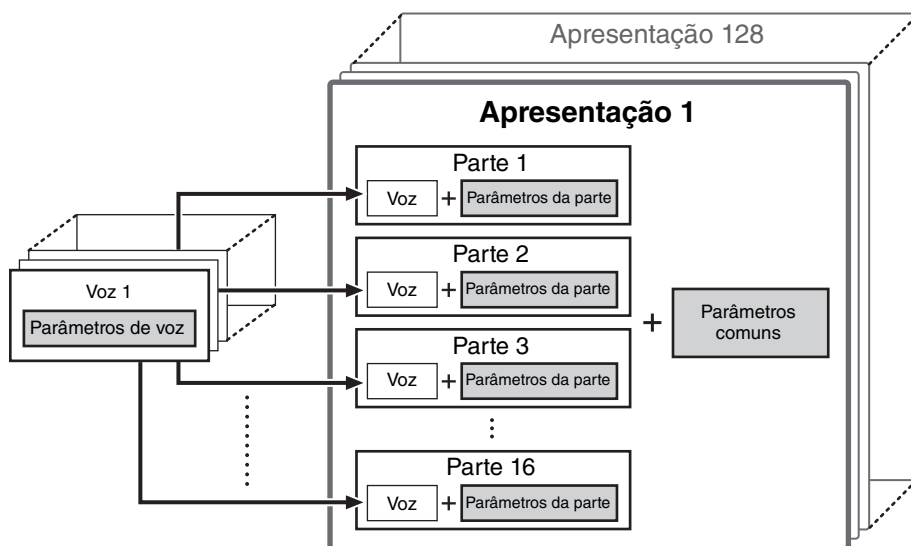 Apresentação 128
Apresentação 1
Parte 1
Voz + Parâmetros da parte
Parte 2
Voz + Parâmetros da parte
Voz 1
Parâmetros de voz
+ Parâmetros
comuns
Parte 3
Voz + Parâmetros da parte
Parte 16
Voz + Parâmetros da parte